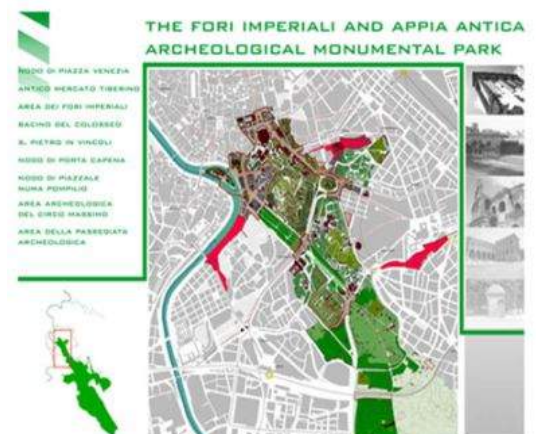 THE FORI IMPERIALI AND APPIA ANTICA
ARCHEOLOGICAL MONUMENTAL PARK
NODO DI PIAZZA VENEZIA
ANTICO MERCATO TIBERINO
AREA DEI FORI IMPERIALI
BACINO DEL COLOSSEO
S. PIETRO IN VINCOLI
NODO DI PORTA CAPENA
NODO DI PIAZZALE
NUMA POMPILIO
AREA ARCHEOLOGICA
DEL CIRCO MASSIMO
AREA DELLA PASSEGIATA
ARCHEOLOGICA